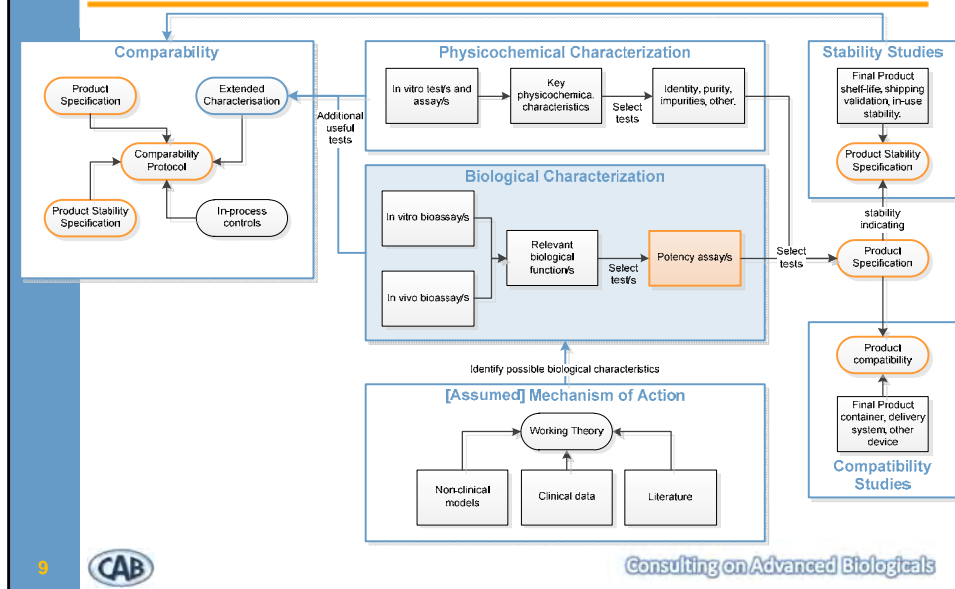 Comparability
Product
Specification
Extended
Characterisation
Comparability
Protocol
Product Stability
Specification
In-process
controls
Additional
useful
tests
Physicochemical Characterization
In vitro test/s and
assay/s
Key
physicochemica.
characteristics
Select
tests
Identity, purity,
impurities, other.
Biological Characterization
In vitro bioassay/s
In vivo bioassay/s
Relevant
biological
function/s
Select
test/s
Potency assay/s
Select
tests
Identify possible biological characteristics
[Assumed] Mechanism of Action
Working Theory
Non-clinical
models
Clinical data
Literature
Stability Studies
Final Product
shelf-life, shipping
validation, in-use
stability.
Product Stability
Specification
stability
indicating
Product
Specification
Product
compatibility
Final Product
container, delivery
system, other
device
Compatibility
Studies
9
CAB
Consulting on Advanced Biologicals